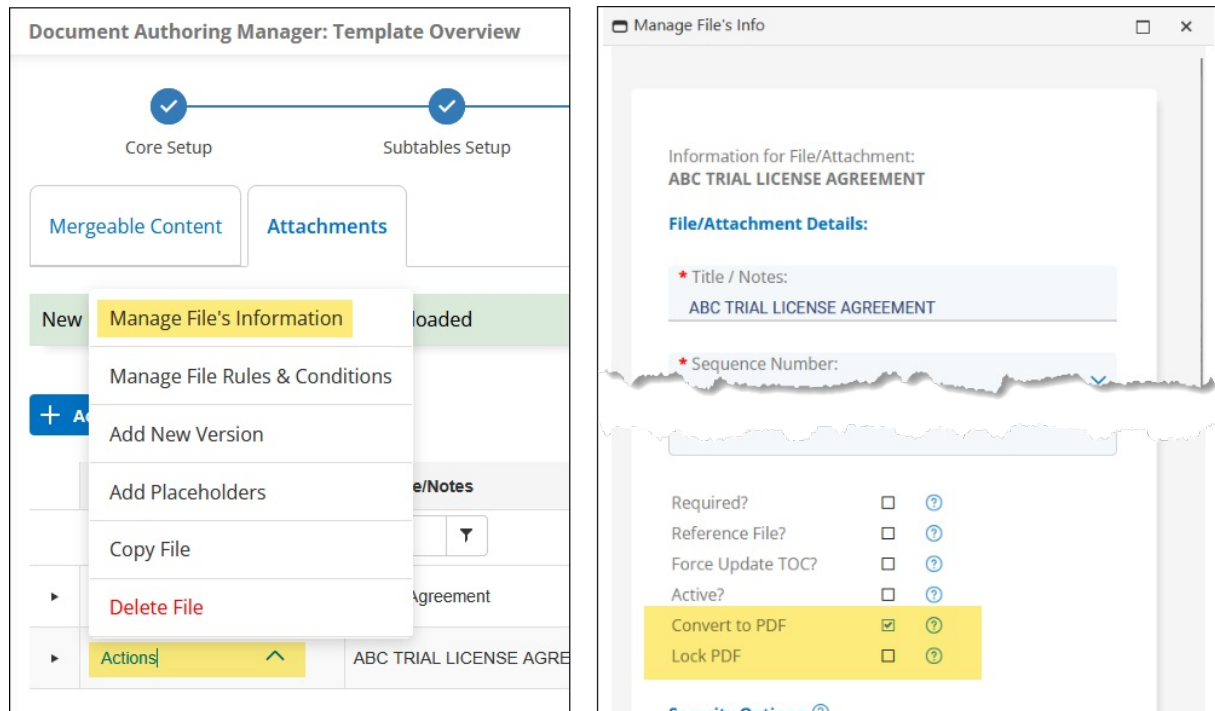 Document Authoring Manager: Template Overview
Core Setup
Subtables Setup
Mergeable Content
Attachments
New
loaded
Manage File's Information
Manage File Rules & Conditions
Add New Version
Add Placeholders
Copy File
Delete File
e/Notes
Agreement
Actions
ABC TRIAL LICENSE AGRE
Manage File's Info
Information for File/Attachment:
ABC TRIAL LICENSE AGREEMENT
File/Attachment Details:
* Title / Notes:
ABC TRIAL LICENSE AGREEMENT
* Sequence Number:
Required?
Reference File?
Force Update TOC?
Active?
Convert to PDF
Lock PDF